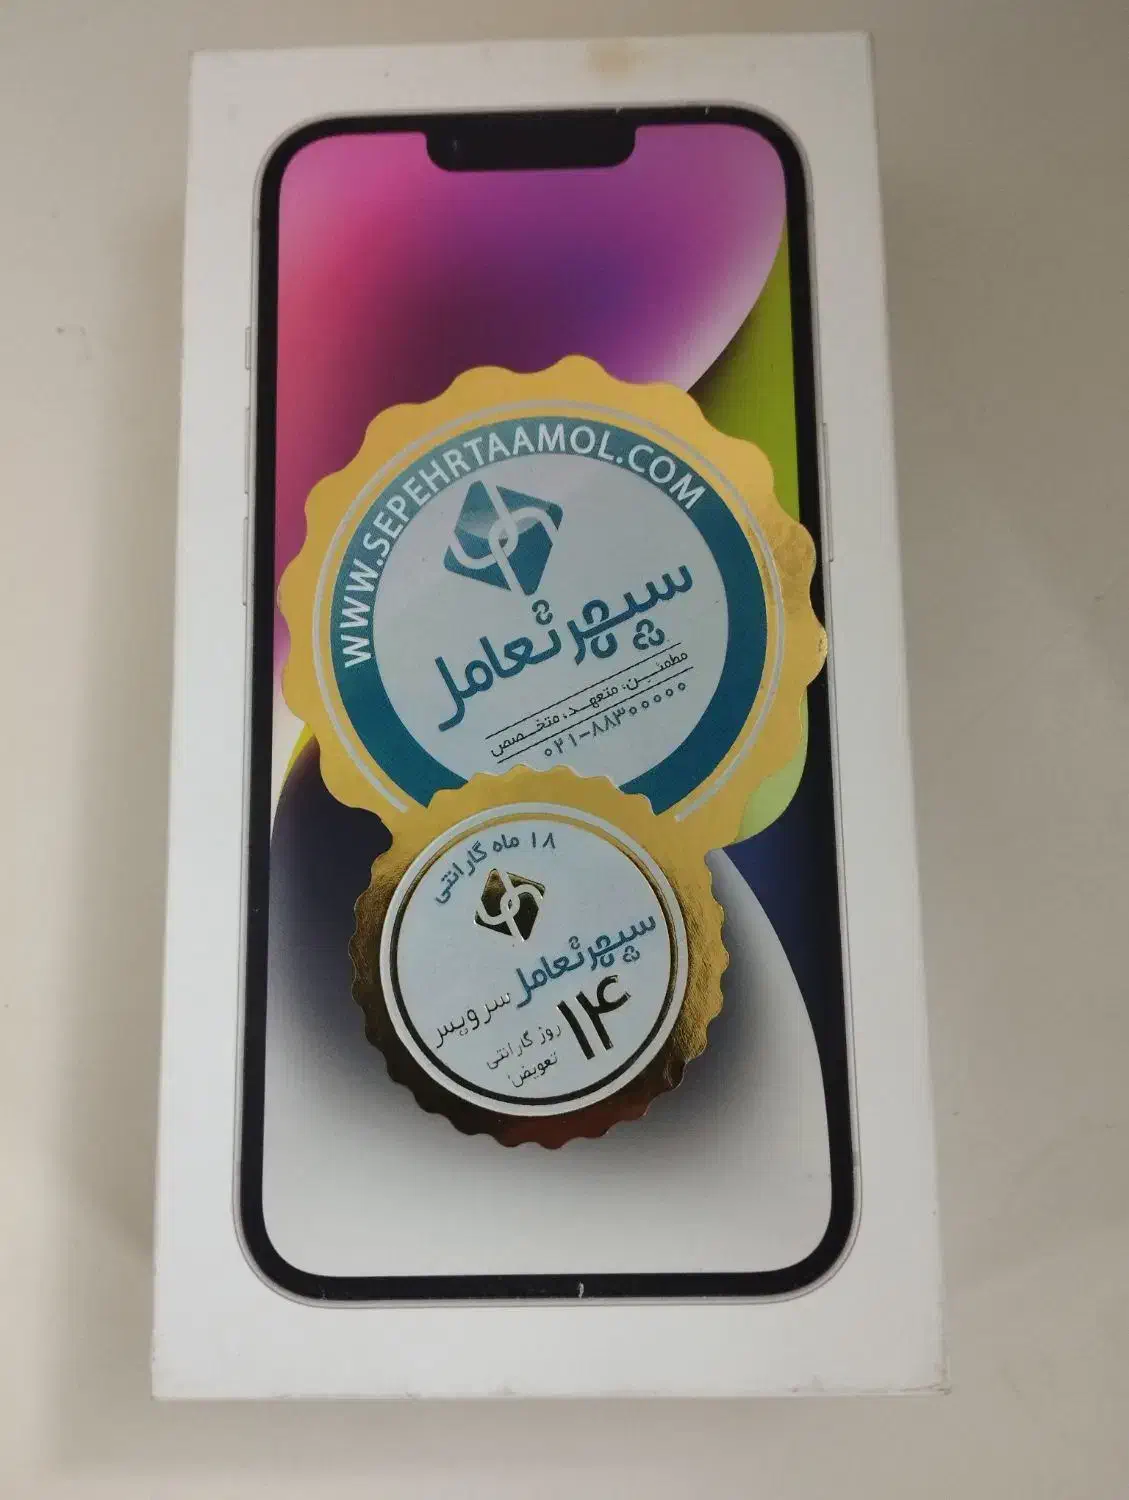 WWW.SEPEHRTAAMOL.COM
سپهر تعامل
مطمئن، متعهد، متخصص
۰۲۱-۸۸۳۰۰۰۰۰
۱۸ ماه گارانتی
سپهر تعامل سرویس
۱۴
روز گارانتی
تعویض!